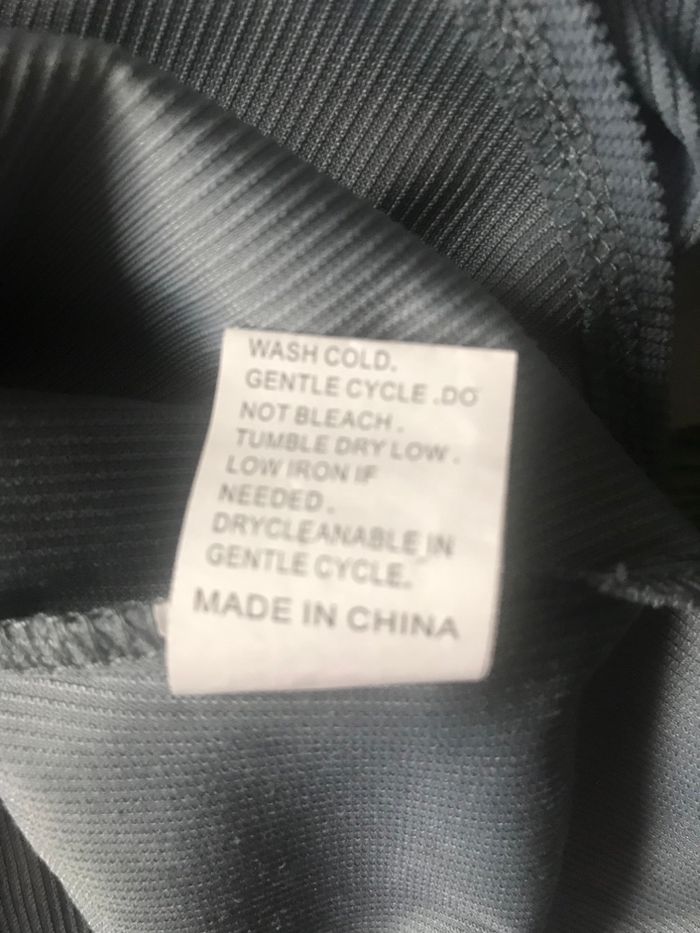 WASH COLD.
GENTLE CYCLE .DO
NOT BLEACH .
TUMBLE DRY LOW .
LOW IRON IF
NEEDED .
DRYCLEANABLE IN
GENTLE CYCLE.
MADE IN CHINA